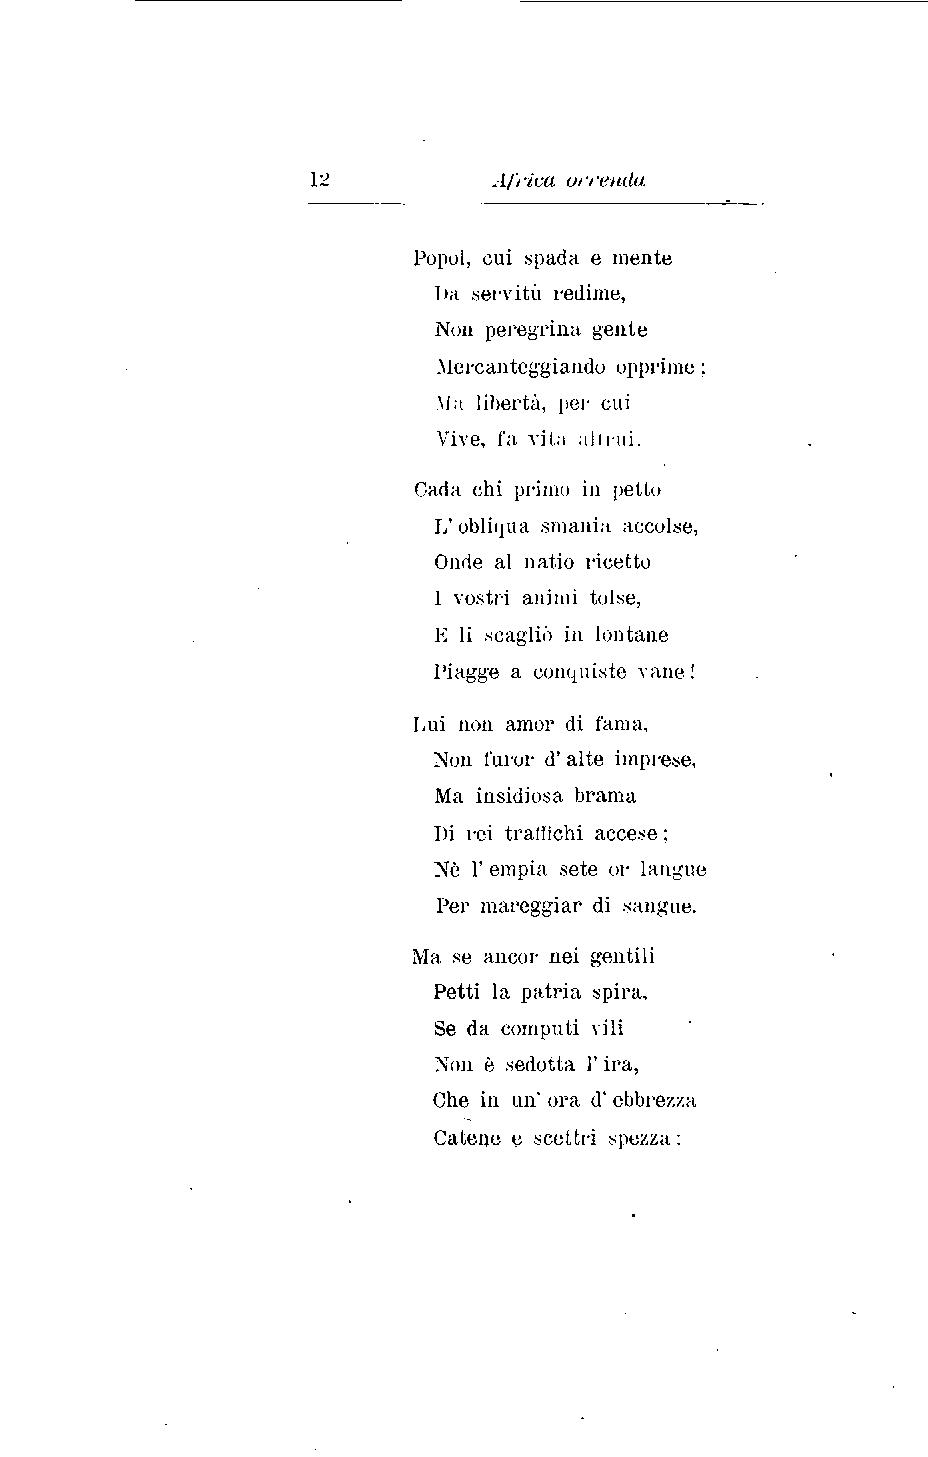 12 Africa orrenda
Popol, cui spada e mente
Da servitù redime,
Non peregrina gente
Mercanteggiando opprime;
Ma libertà, per cui
Vive, fa vita altrui.
Cada chi primo in petto
L' obliqua smania accolse,
Onde al natio ricetto
I vostri animi tolse,
E li scagliò in lontane
Piagge a conquiste vane!
Lui non amor di fama,
Non furor d' alte imprese,
Ma insidiosa brama
Di rei traffichi accese;
Nè l' empia sete or langue
Per mareggiar di sangue.
Ma se ancor nei gentili
Petti la patria spira,
Se da computi vili
Non è sedotta l' ira,
Che in un' ora d' ebbrezza
Catene e scettri spezza;